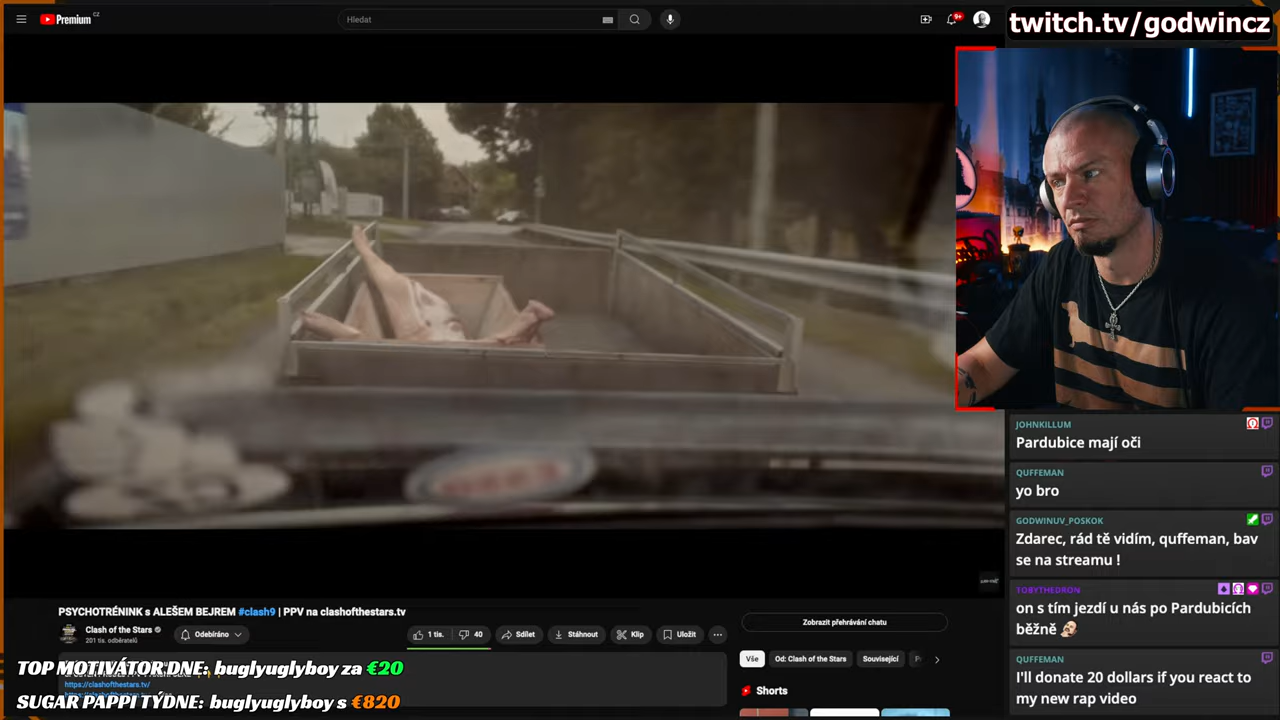 Premium CZ
Hledat
9+
twitch.tv/godwincz
JOHNKILLUM
Pardubice mají oči
QUFFEMAN
yo bro
GODWINUV_POSKOK
Zdarec, rád tě vidím, quffeman, bav
se na streamu !
TOBYTHEDRON
on s tím jezdí u nás po Pardubicích
běžně
QUFFEMAN
I'll donate 20 dollars if you react to
my new rap video
PSYCHOTRÉNINK s ALEŠEM BEJREM #clash9 | PPV na clashofthestars.tv
Clash of the Stars
201 tis. odběratelů
Odebíráno
1 tis.
40
Sdílet
Stáhnout
Klip
Uložit
Zobrazit přehrávání chatu
Vše
Od: Clash of the Stars
Související
Shorts
https://clashofthestars.tv/
TOP MOTIVÁTOR DNE: buglyuglyboy za €20
SUGAR PAPPI TÝDNE: buglyuglyboy s €820